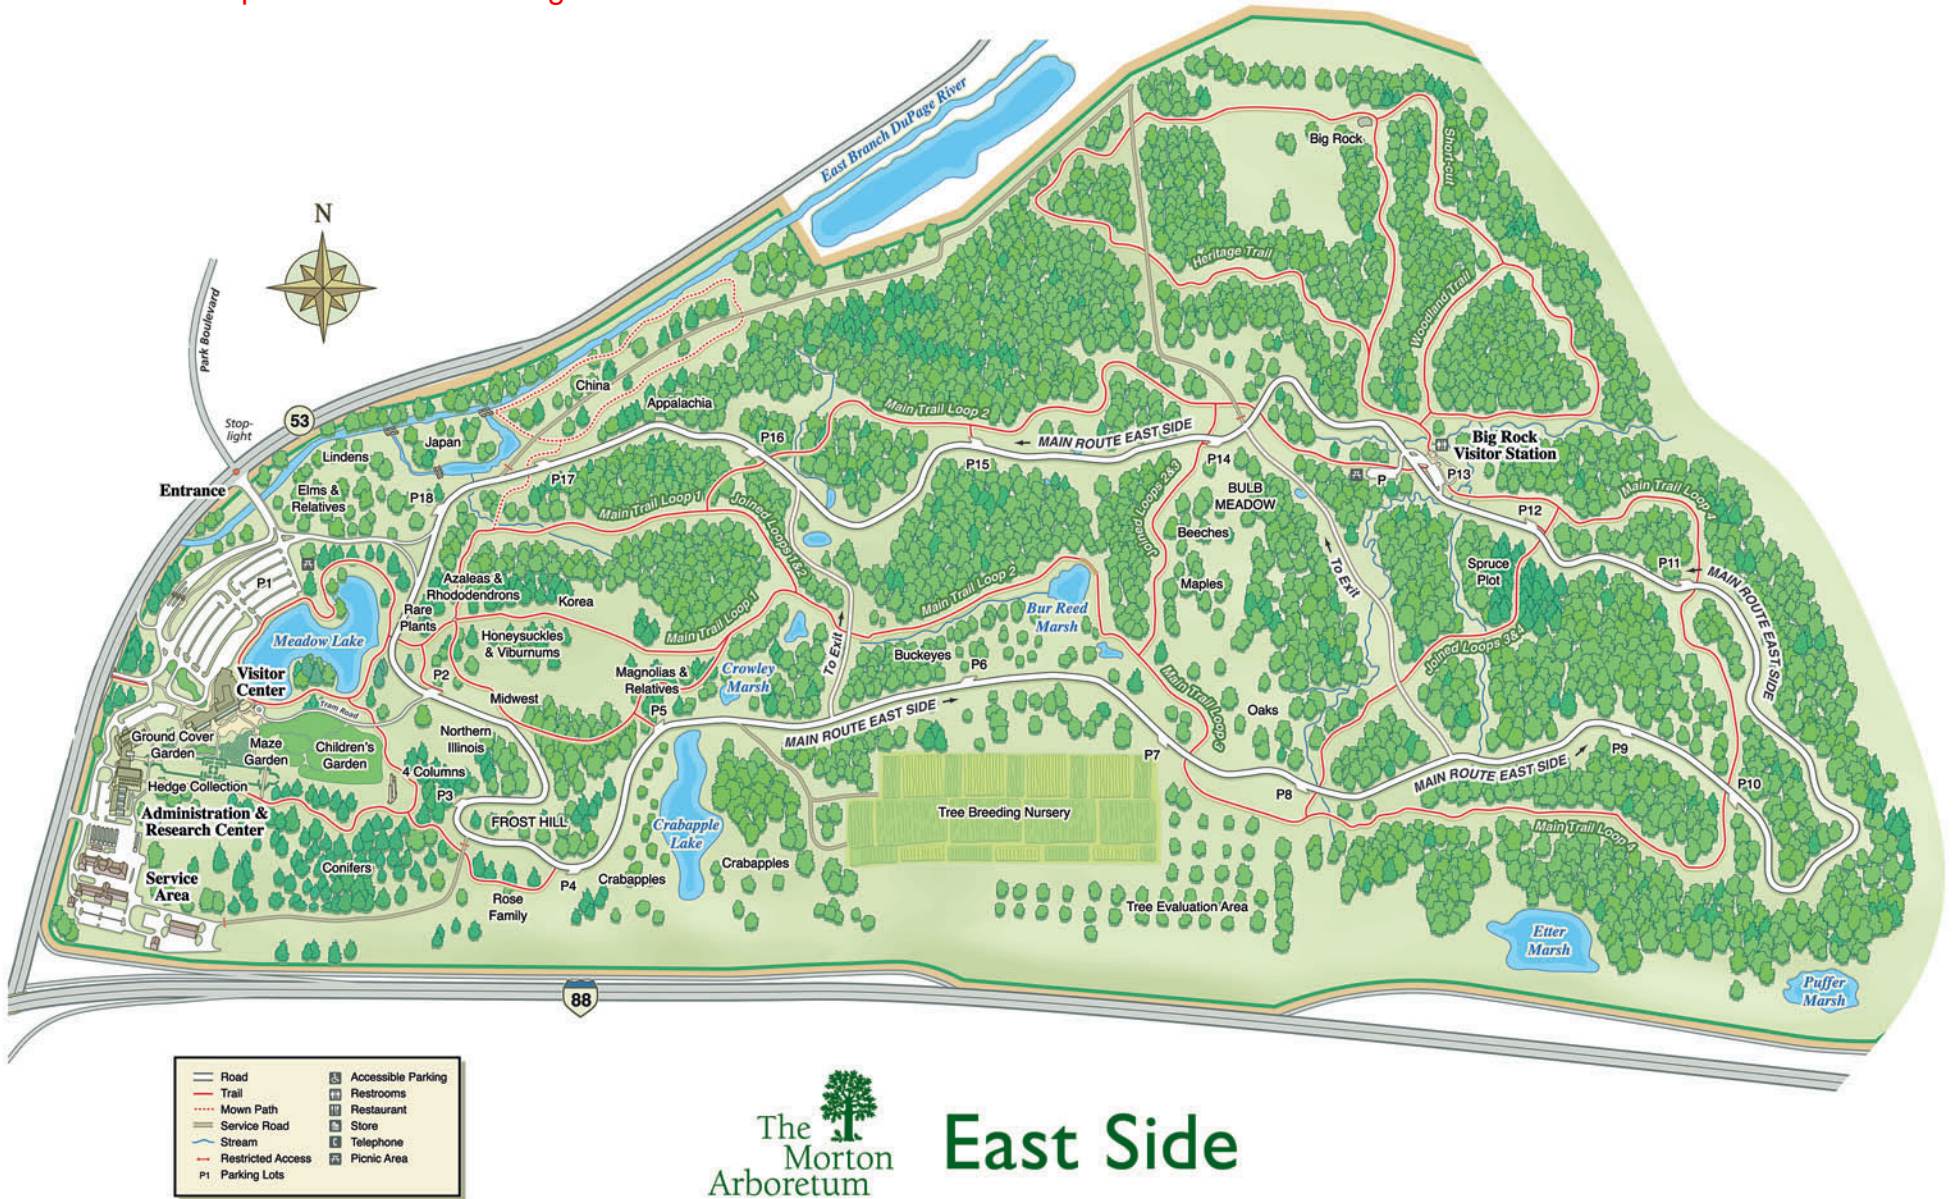 East Branch DuPage River
Big Rock
Short-cut
N
Heritage Trail
Woodland Trail
Park Boulevard
China
Appalachia
Main Trail Loop 2
53
Stop-
light
Japan
Lindens
P16
MAIN ROUTE EAST SIDE
Big Rock
Visitor Station
P15
P14
P
P13
Entrance
Elms &
Relatives
P18
P17
Main Trail Loop 1
Joined Loops 1&2
Joined Loops 2&3
BULB
MEADOW
Main Trail Loop 4
P12
Beeches
To Exit
Spruce
Plot
P11
MAIN ROUTE EAST SIDE
P1
Azaleas &
Rhododendrons
Korea
Rare
Plants
Main Trail Loop 2
Maples
Bur Reed
Marsh
Meadow Lake
Honeysuckles
& Viburnums
Main Trail Loop 1
To Exit
Buckeyes
P6
Joined Loops 3&4
Visitor
Center
P2
Magnolias &
Relatives
Crowley
Marsh
Main Trail Loop 3
Midwest
P5
Oaks
Tram Road
MAIN ROUTE EAST SIDE
Ground Cover
Garden
Maze
Garden
Children's
Garden
Northern
Illinois
P7
P9
MAIN ROUTE EAST SIDE
4 Columns
Hedge Collection
P3
P8
P10
Administration &
Research Center
FROST HILL
Crabapple
Lake
Tree Breeding Nursery
Main Trail Loop 4
Conifers
Crabapples
Service
Area
P4
Crabapples
Rose
Family
Tree Evaluation Area
Etter
Marsh
Puffer
Marsh
88
Road
Trail
Mown Path
Service Road
Stream
Restricted Access
P1 Parking Lots
Accessible Parking
Restrooms
Restaurant
Store
Telephone
Picnic Area
The
Morton
Arboretum
East Side